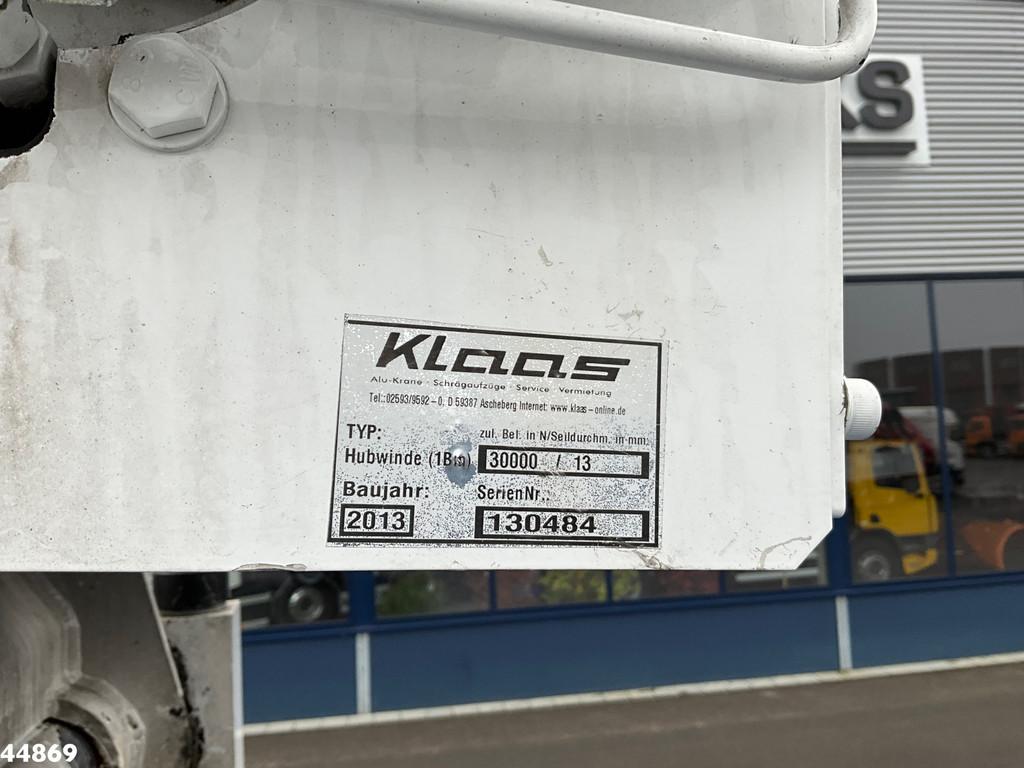 AS
Klaas
Alu-Krane · Schrägaufzüge · Service · Vermietung
Tel.:02593/9592-0, D 59387 Ascheberg Internet: www.klaas-online.de
TYP: zul. Bel. in N/Seildurchm. in mm.
Hubwinde (1Bm) 30000 / 13
Baujahr: SerienNr.:
2013 130484
44869